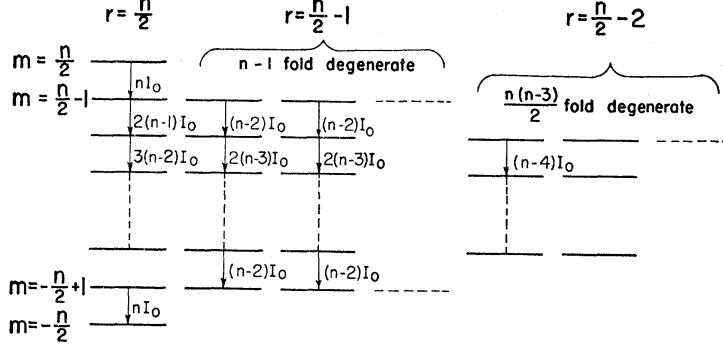 r = n/2
r = n/2 - 1
r = n/2 - 2
n - 1 fold degenerate
n(n-3)/2 fold degenerate
m = n/2
nI₀
m = n/2 - 1
2(n-1)I₀ (n-2)I₀ (n-2)I₀
3(n-2)I₀ 2(n-3)I₀ 2(n-3)I₀ (n-4)I₀
(n-2)I₀ (n-2)I₀
m = -n/2 + 1
nI₀
m = -n/2